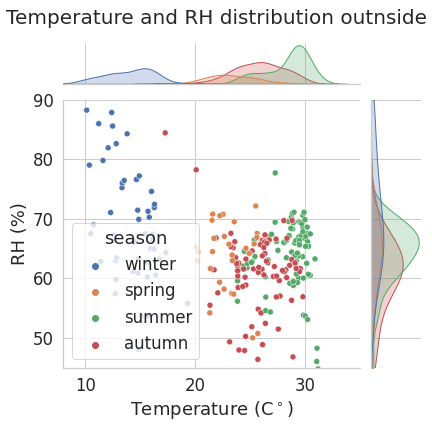 Temperature and RH distribution outnside
90
80
70
60
50
RH (%)
season
winter
spring
summer
autumn
10
20
30
Temperature (C°)